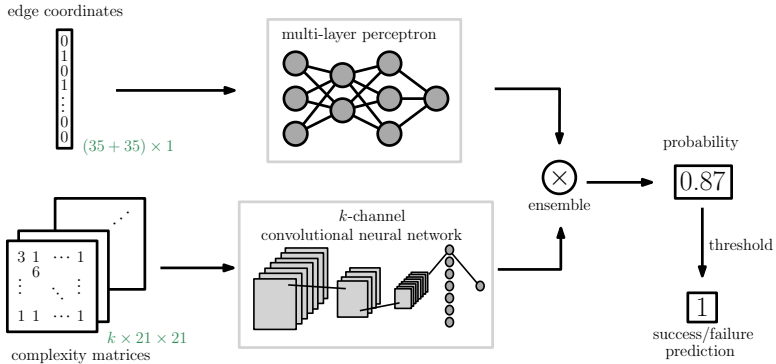 edge coordinates
0
1
0
1
⋮
⋮
0
0
(35 + 35) × 1
multi-layer perceptron
×
ensemble
probability
0.87
threshold
1
success/failure
prediction
k-channel
convolutional neural network
⋰
3 1 ⋯ 1
6
⋮ ⋱ ⋮
1 1 ⋯ 1
k × 21 × 21
complexity matrices